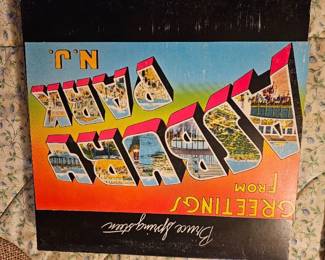 Bruce Springsteen
GREETINGS
FROM
ASBURY
PARK
N.J.